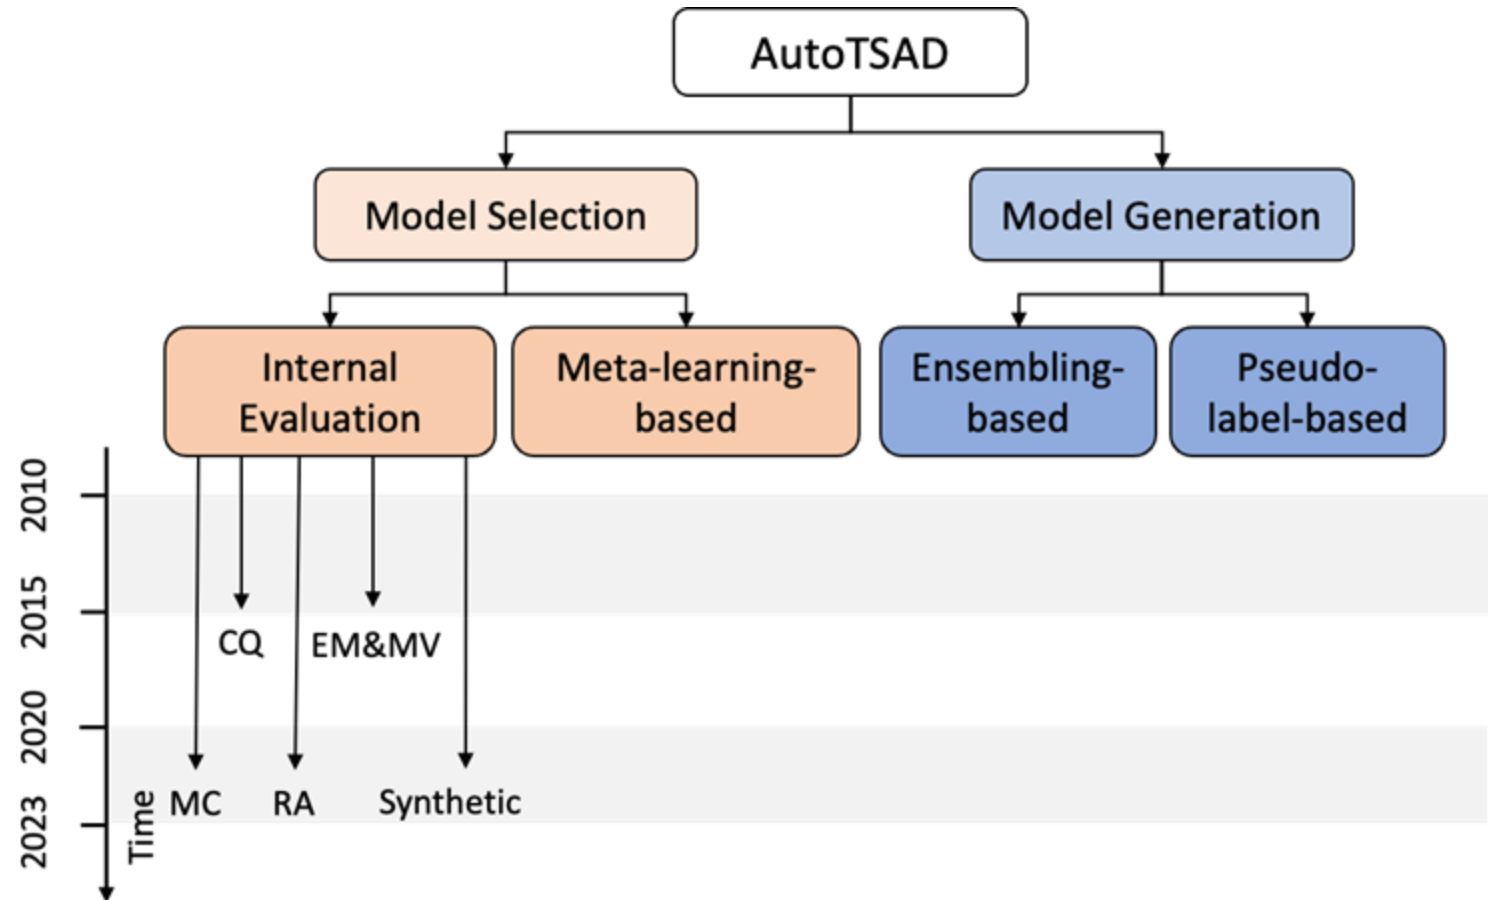 AutoTSAD
Model Selection
Model Generation
Internal
Evaluation
Meta-learning-
based
Ensembling-
based
Pseudo-
label-based
2010
2015
2020
2023
Time
CQ
EM&MV
MC
RA
Synthetic